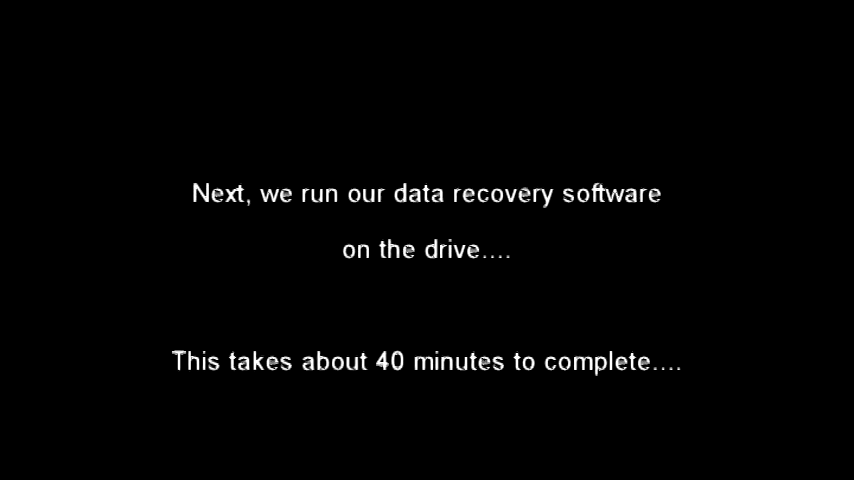 Next, we run our data recovery software
on the drive....
This takes about 40 minutes to complete....